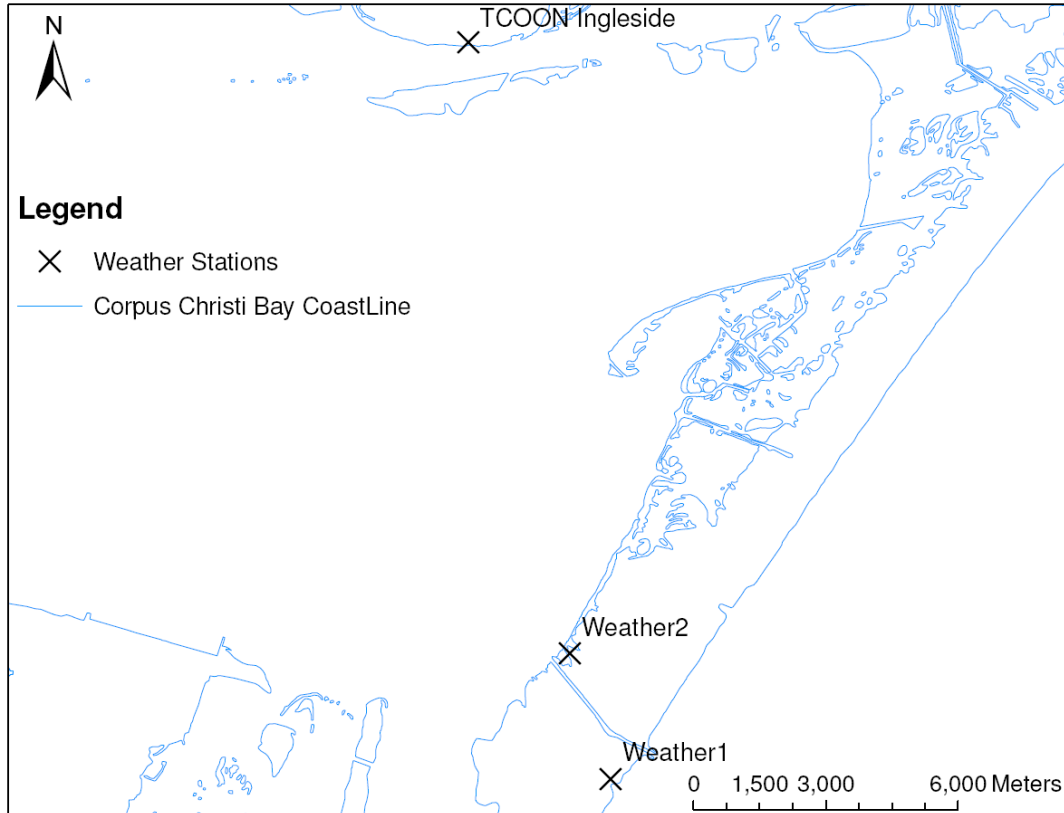 TCOON Ingleside
N
Legend
Weather Stations
Corpus Christi Bay CoastLine
Weather2
Weather1
0 1,500 3,000 6,000 Meters